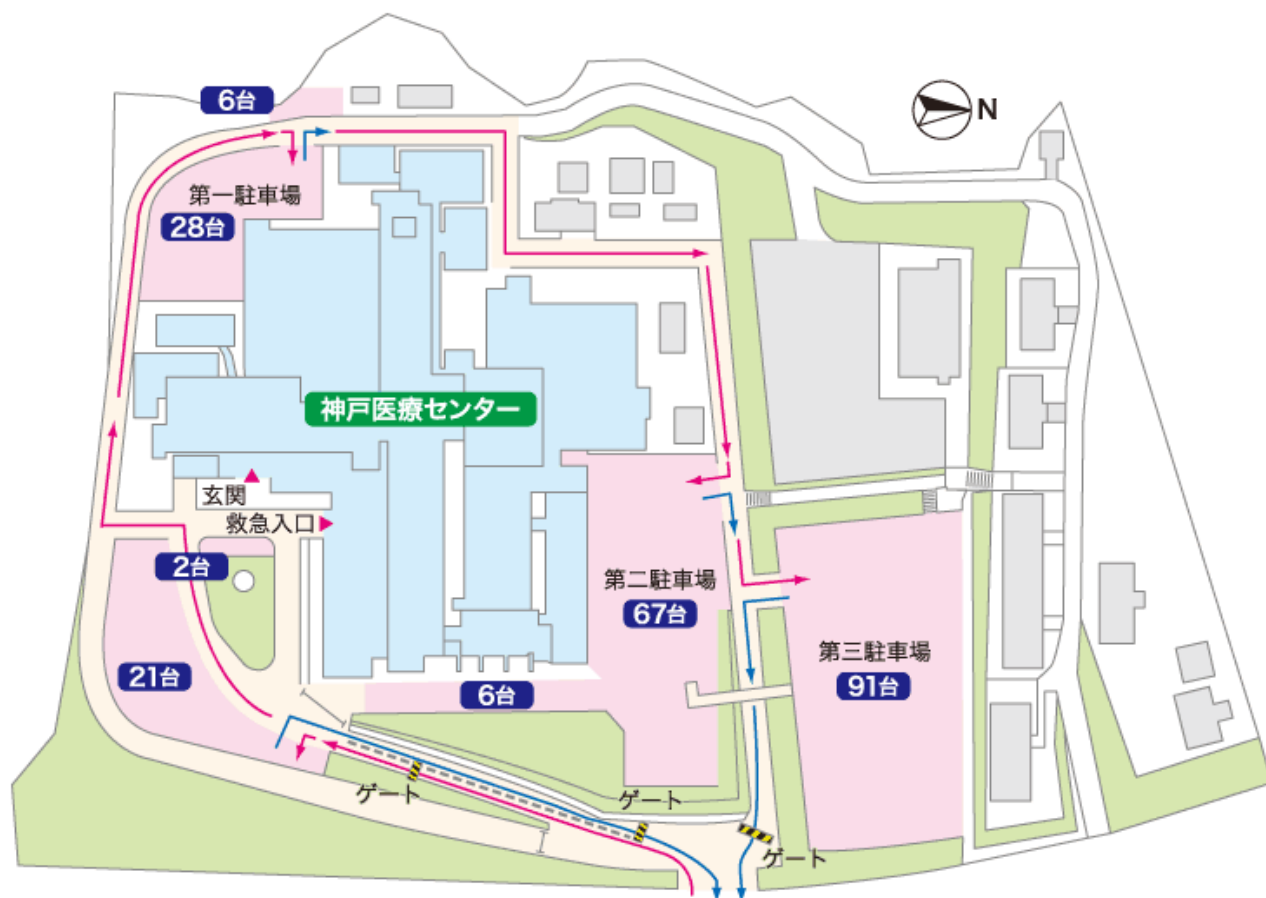 6台
N
第一駐車場
28台
神戸医療センター
玄関
救急入口
2台
第二駐車場
67台
第三駐車場
91台
21台
6台
ゲート
ゲート
ゲート